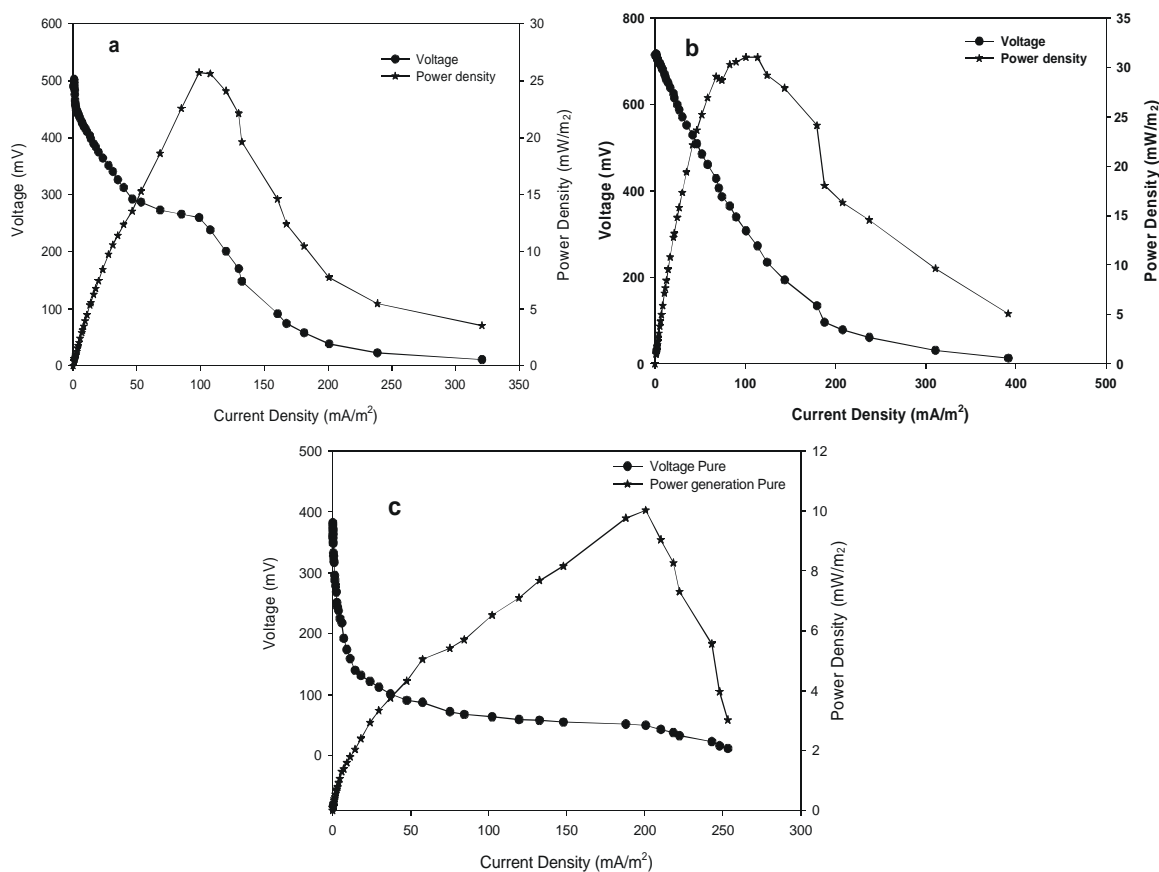 a
Voltage
Power density
600
500
400
300
200
100
0
Voltage (mV)
30
25
20
15
10
5
0
Power Density (mW/m2)
0 50 100 150 200 250 300 350
Current Density (mA/m2)
b
Voltage
Power density
800
600
400
200
0
Voltage (mV)
35
30
25
20
15
10
5
0
Power Density (mW/m2)
0 100 200 300 400 500
Current Density (mA/m2)
c
Voltage Pure
Power generation Pure
500
400
300
200
100
0
Voltage (mV)
12
10
8
6
4
2
0
Power Density (mW/m2)
0 50 100 150 200 250 300
Current Density (mA/m2)